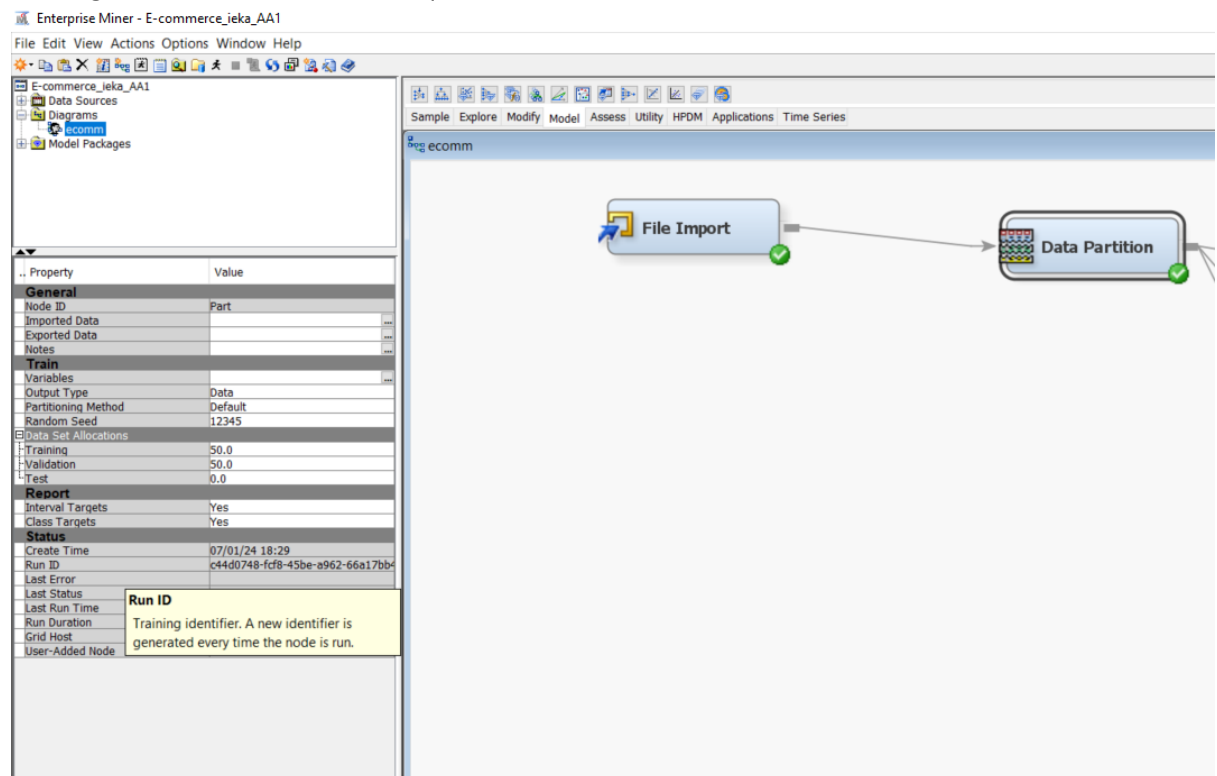 Enterprise Miner - E-commerce_ieka_AA1
File Edit View Actions Options Window Help
E-commerce_ieka_AA1
Data Sources
Diagrams
ecomm
Model Packages
.. Property Value
General
Node ID Part
Imported Data ...
Exported Data ...
Notes ...
Train
Variables ...
Output Type Data
Partitioning Method Default
Random Seed 12345
Data Set Allocations
Training 50.0
Validation 50.0
Test 0.0
Report
Interval Targets Yes
Class Targets Yes
Status
Create Time 07/01/24 18:29
Run ID c44d0748-fcf8-45be-a962-66a17bb4
Last Error
Last Status
Last Run Time
Run Duration
Grid Host
User-Added Node
Run ID
Training identifier. A new identifier is
generated every time the node is run.
Sample Explore Modify Model Assess Utility HPDM Applications Time Series
ecomm
File Import
Data Partition